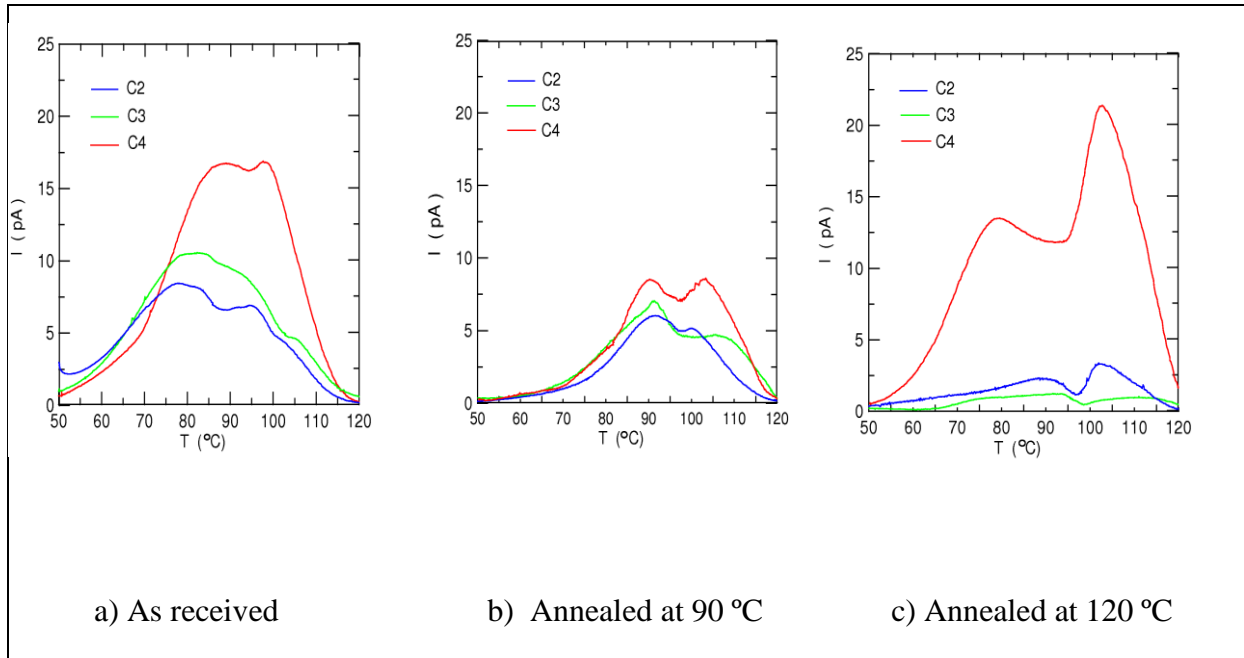 25
20
15
10
5
0
I ( pA )
C2
C3
C4
50 60 70 80 90 100 110 120
T (ºC)
25
20
15
10
5
0
I ( pA )
C2
C3
C4
50 60 70 80 90 100 110 120
T (ºC)
25
20
15
10
5
0
I ( pA )
C2
C3
C4
50 60 70 80 90 100 110 120
T (ºC)
a) As received
b) Annealed at 90 ºC
c) Annealed at 120 ºC